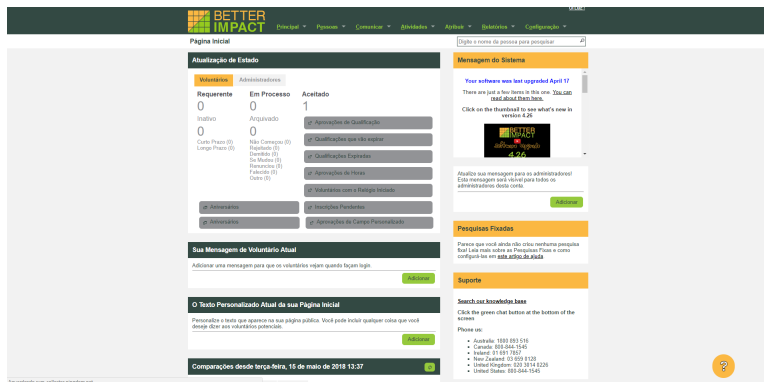 BETTER
IMPACT
Principal
Pessoas
Comunicar
Atividades
Atribuir
Relatórios
Configuração
Página Inicial
Digite o nome da pessoa para pesquisar
Atualização de Estado
Voluntários
Administradores
Requerente
0
Em Processo
0
Aceitado
1
Inativo
0
Curto Prazo (0)
Longo Prazo (0)
Arquivado
0
Não Começou (0)
Rejeitado (0)
Demitido (0)
Se Mudou (0)
Renuncios (0)
Falecido (0)
Outro (0)
Aprovações de Qualificação
Qualificações que vão expirar
Qualificações Expiradas
Aprovações de Horas
Voluntários com o Relógio Iniciado
Aniversários
Inscrições Pendentes
Aniversários
Aprovações de Campo Personalizado
Sua Mensagem de Voluntário Atual
Adicionar uma mensagem para que os voluntários vejam quando façam login.
Adicionar
O Texto Personalizado Atual da sua Página Inicial
Personalize o texto que aparece na sua página pública. Você pode incluir qualquer coisa que você
deseje dizer aos voluntários potenciais.
Adicionar
Comparações desde terça-feira, 15 de maio de 2018 13:37
Mensagem do Sistema
Your software was last upgraded April 17
There are just a few items in this one. You can
read about them here.
Click on the thumbnail to see what's new in
version 4.26
BETTER
IMPACT
Software Upgrade
4.26
Atualize sua mensagem para os administradores!
Esta mensagem será visível para todos os
administradores desta conta.
Adicionar
Pesquisas Fixadas
Parece que você ainda não criou nenhuma pesquisa
fixa! Leia mais sobre as Pesquisas Fixas e como
configurá-las em este artigo de ajuda
Suporte
Search our knowledge base
Click the green chat button at the bottom of the
screen
Phone us:
Australia: 1800 893 516
Canada: 800-844-1545
Ireland: 01 691 7857
New Zealand: 03 659 0128
United Kingdom: 020 3014 0226
United States: 800-844-1545
?